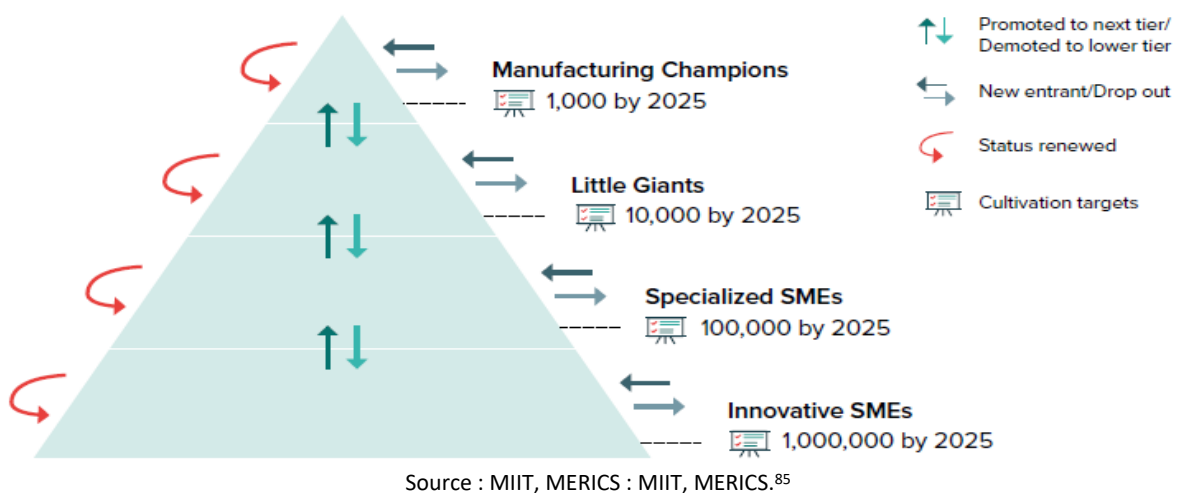 Promoted to next tier/
Demoted to lower tier
New entrant/Drop out
Status renewed
Cultivation targets
Manufacturing Champions
1,000 by 2025
Little Giants
10,000 by 2025
Specialized SMEs
100,000 by 2025
Innovative SMEs
1,000,000 by 2025
Source : MIIT, MERICS : MIIT, MERICS.85